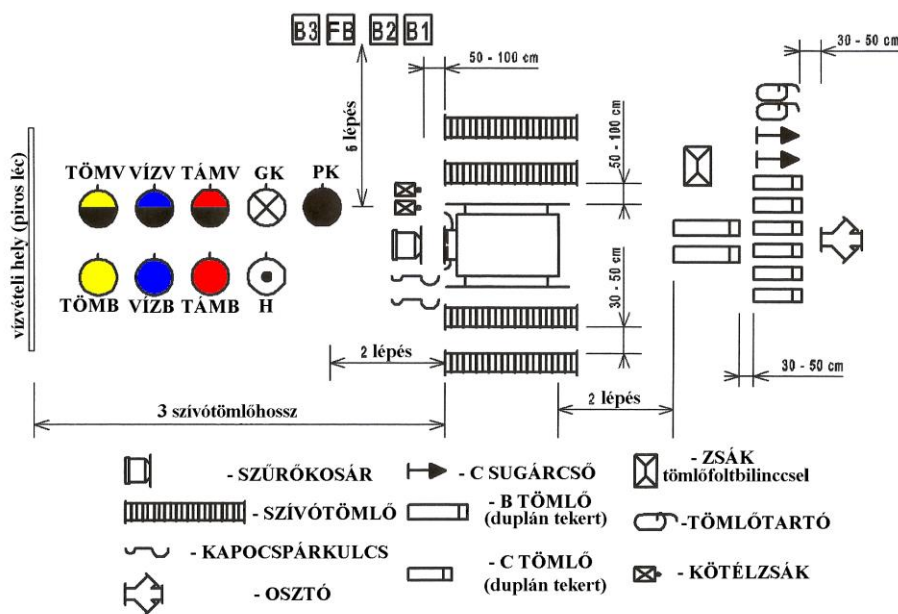 B3 FB B2 B1
50 - 100 cm
30 - 50 cm
6 lépés
50 - 100 cm
vízvételi hely (piros léc)
TÖMV VÍZV TÁMV GK PK
TÖMB VÍZB TÁMB H
30 - 50 cm
2 lépés
30 - 50 cm
3 szívótömlőhossz
2 lépés
- SZŰRŐKOSÁR
- SZÍVÓTÖMLŐ
- KAPOCSPÁRKULCS
- OSZTÓ
- C SUGÁRCSŐ
- B TÖMLŐ
(duplán tekert)
- C TÖMLŐ
(duplán tekert)
- ZSÁK
tömlőfoltbilinccsel
-TÖMLŐTARTÓ
- KÖTÉLZSÁK